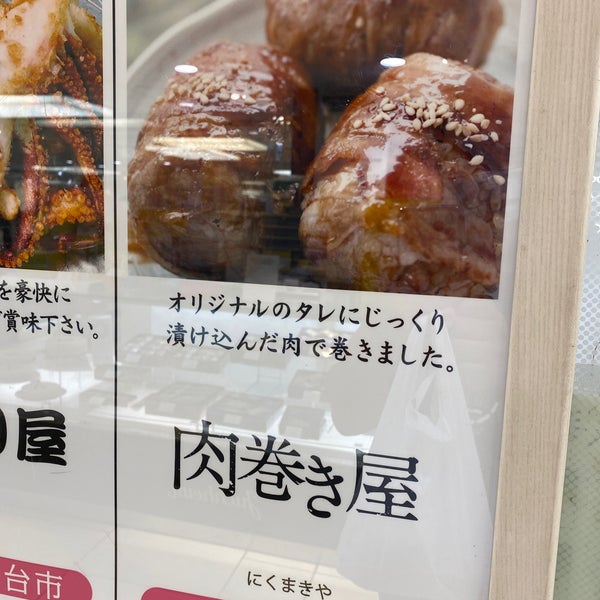 を豪快に
賞味下さい。
屋
台市
オリジナルのタレにじっくり
漬け込んだ肉で巻きました。
肉巻き屋
にくまきや